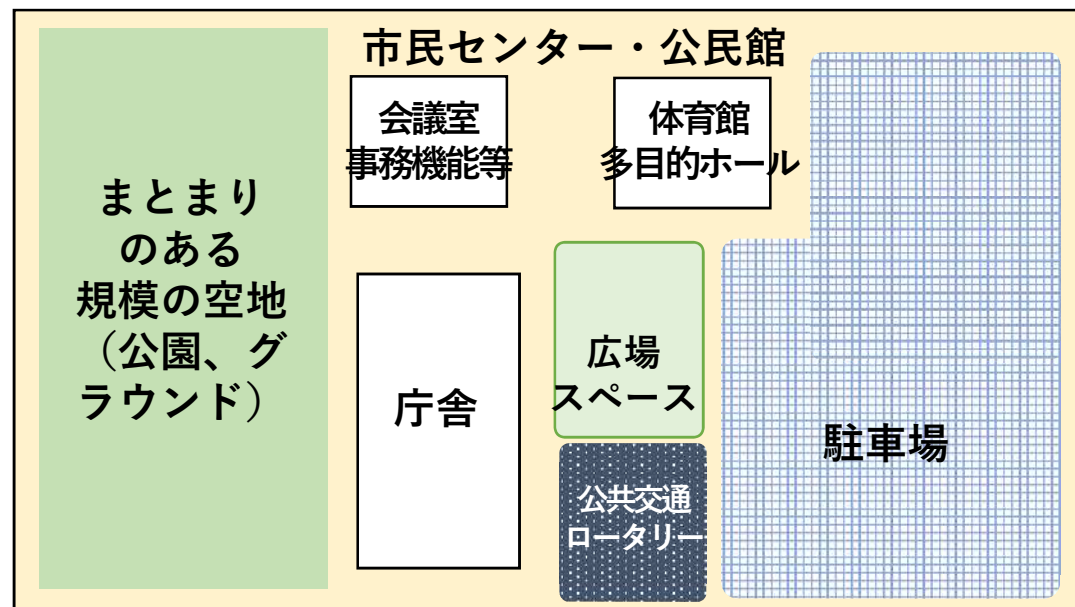 市民センター・公民館
会議室
事務機能等
体育館
多目的ホール
まとまり
のある
規模の空地
（公園、グ
ラウンド）
庁舎
広場
スペース
公共交通
ロータリー
駐車場